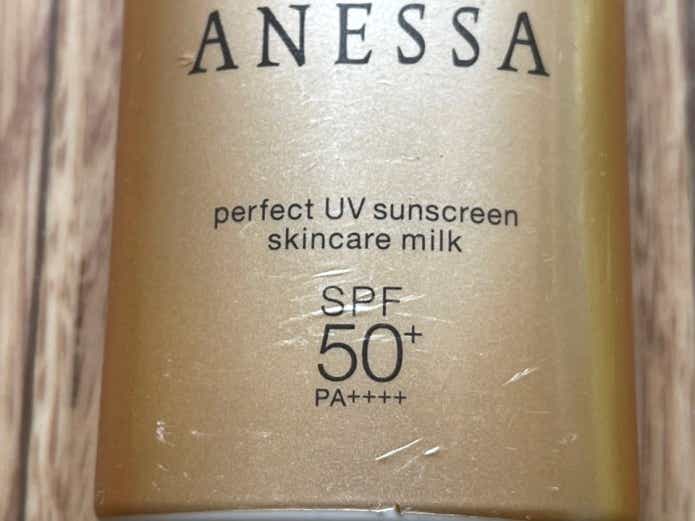 ANESSA
perfect UV sunscreen
skincare milk
SPF
50+
PA++++